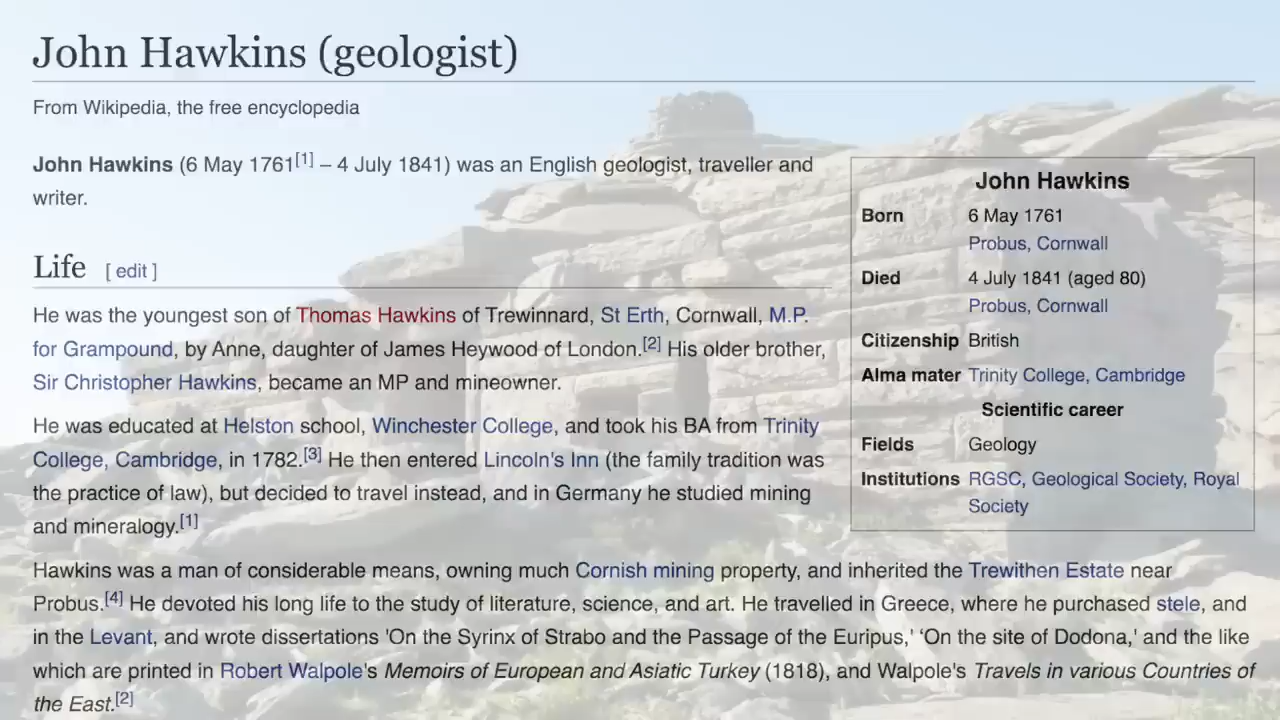 John Hawkins (geologist)
From Wikipedia, the free encyclopedia
John Hawkins (6 May 1761[1] – 4 July 1841) was an English geologist, traveller and
writer.
Life [ edit ]
He was the youngest son of Thomas Hawkins of Trewinnard, St Erth, Cornwall, M.P.
for Grampound, by Anne, daughter of James Heywood of London.[2] His older brother,
Sir Christopher Hawkins, became an MP and mineowner.
He was educated at Helston school, Winchester College, and took his BA from Trinity
College, Cambridge, in 1782.[3] He then entered Lincoln's Inn (the family tradition was
the practice of law), but decided to travel instead, and in Germany he studied mining
and mineralogy.[1]
John Hawkins
Born 6 May 1761
Probus, Cornwall
Died 4 July 1841 (aged 80)
Probus, Cornwall
Citizenship British
Alma mater Trinity College, Cambridge
Scientific career
Fields Geology
Institutions RGSC, Geological Society, Royal
Society
Hawkins was a man of considerable means, owning much Cornish mining property, and inherited the Trewithen Estate near
Probus.[4] He devoted his long life to the study of literature, science, and art. He travelled in Greece, where he purchased stele, and
in the Levant, and wrote dissertations 'On the Syrinx of Strabo and the Passage of the Euripus,' ‘On the site of Dodona,' and the like
which are printed in Robert Walpole's Memoirs of European and Asiatic Turkey (1818), and Walpole's Travels in various Countries of
the East.[2]